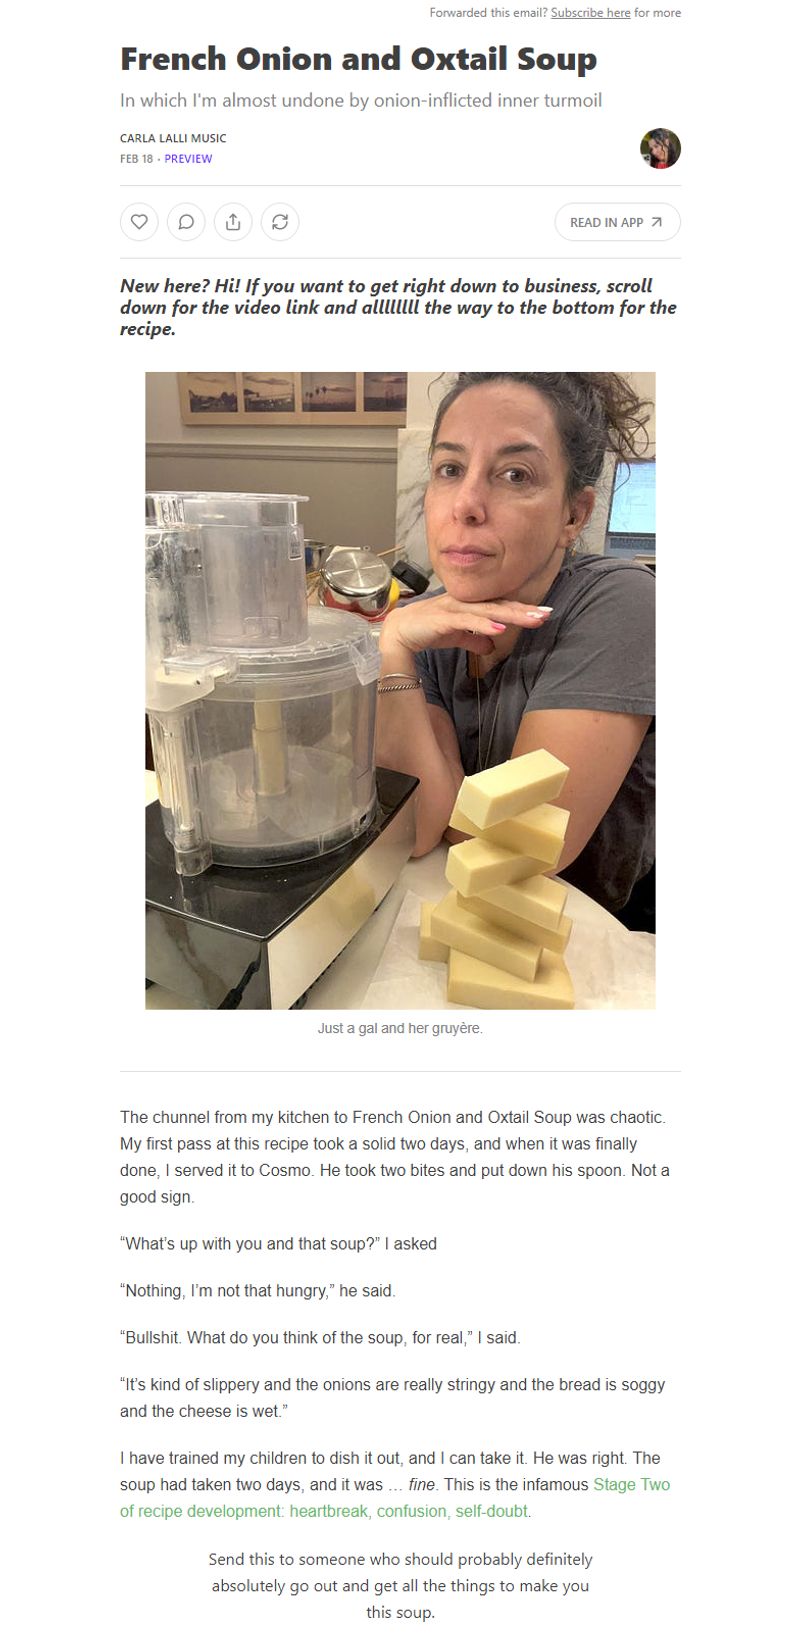 Forwarded this email? Subscribe here for more
French Onion and Oxtail Soup
In which I'm almost undone by onion-inflicted inner turmoil
CARLA LALLI MUSIC
FEB 18 · PREVIEW
READ IN APP
New here? Hi! If you want to get right down to business, scroll
down for the video link and allllllll the way to the bottom for the
recipe.
Just a gal and her gruyère.
The chunnel from my kitchen to French Onion and Oxtail Soup was chaotic.
My first pass at this recipe took a solid two days, and when it was finally
done, I served it to Cosmo. He took two bites and put down his spoon. Not a
good sign.
“What’s up with you and that soup?” I asked
“Nothing, I’m not that hungry,” he said.
“Bullshit. What do you think of the soup, for real,” I said.
“It’s kind of slippery and the onions are really stringy and the bread is soggy
and the cheese is wet.”
I have trained my children to dish it out, and I can take it. He was right. The
soup had taken two days, and it was … fine. This is the infamous Stage Two
of recipe development: heartbreak, confusion, self-doubt.
Send this to someone who should probably definitely
absolutely go out and get all the things to make you
this soup.